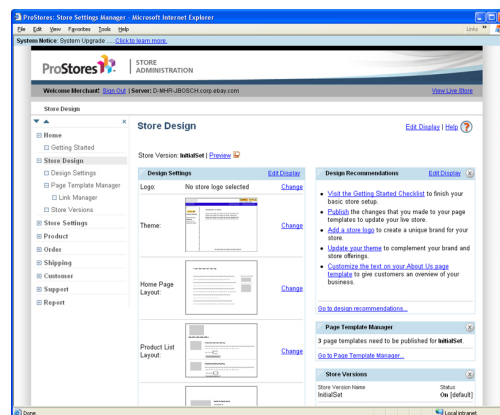 ProStores: Store Settings Manager - Microsoft Internet Explorer
File Edit View Favorites Tools Help Links
System Notice: System Upgrade .... Click to learn more.
ProStores STORE
ADMINISTRATION
Welcome Merchant! Sign Out | Server: D-MHR-JBOSCH.corp.ebay.com View Live Store
Store Design
x
Home
Getting Started
Store Design
Design Settings
Page Template Manager
Link Manager
Store Versions
Store Settings
Product
Order
Shipping
Customer
Support
Report
Store Design Edit Display | Help ?
Store Version: InitialSet | Preview
Design Settings Edit Display
Logo: No store logo selected Change
Theme: Change
Home Page
Layout: Change
Product List
Layout: Change
Design Recommendations Edit Display x
• Visit the Getting Started Checklist to finish your
basic store setup.
• Publish the changes that you made to your page
templates to update your live store.
• Add a store logo to create a unique brand for your
store.
• Update your theme to complement your brand and
store offerings.
• Customize the text on your About Us page
template to give customers an overview of your
business.
Go to design recommendations...
Page Template Manager x
3 page templates need to be published for InitialSet.
Go to Page Template Manager...
Store Versions x
Store Version Name Status
InitialSet On [default]
Done Local intranet